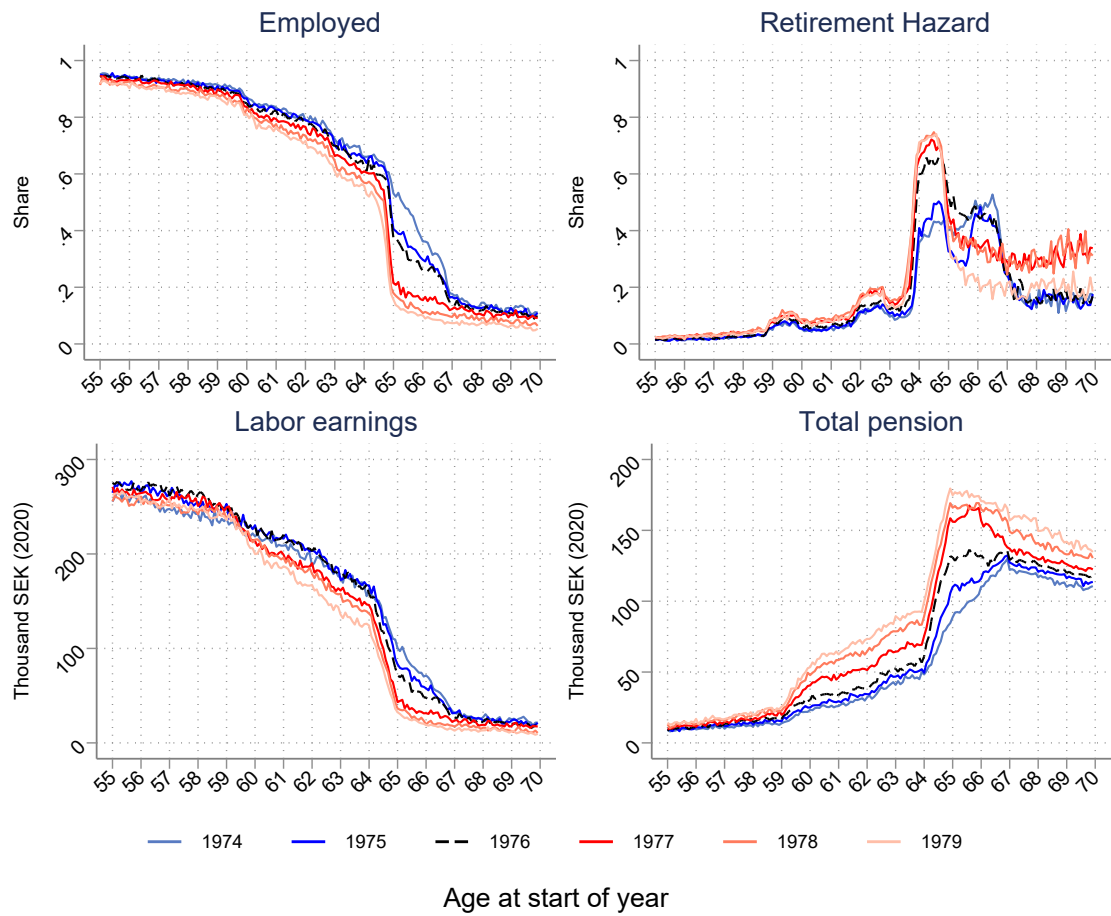 Employed
Share
1
.8
.6
.4
.2
0
55 56 57 58 59 60 61 62 63 64 65 66 67 68 69 70
Retirement Hazard
Share
1
.8
.6
.4
.2
0
55 56 57 58 59 60 61 62 63 64 65 66 67 68 69 70
Labor earnings
Thousand SEK (2020)
300
200
100
0
55 56 57 58 59 60 61 62 63 64 65 66 67 68 69 70
Total pension
Thousand SEK (2020)
200
150
100
50
0
55 56 57 58 59 60 61 62 63 64 65 66 67 68 69 70
1974 1975 1976 1977 1978 1979
Age at start of year